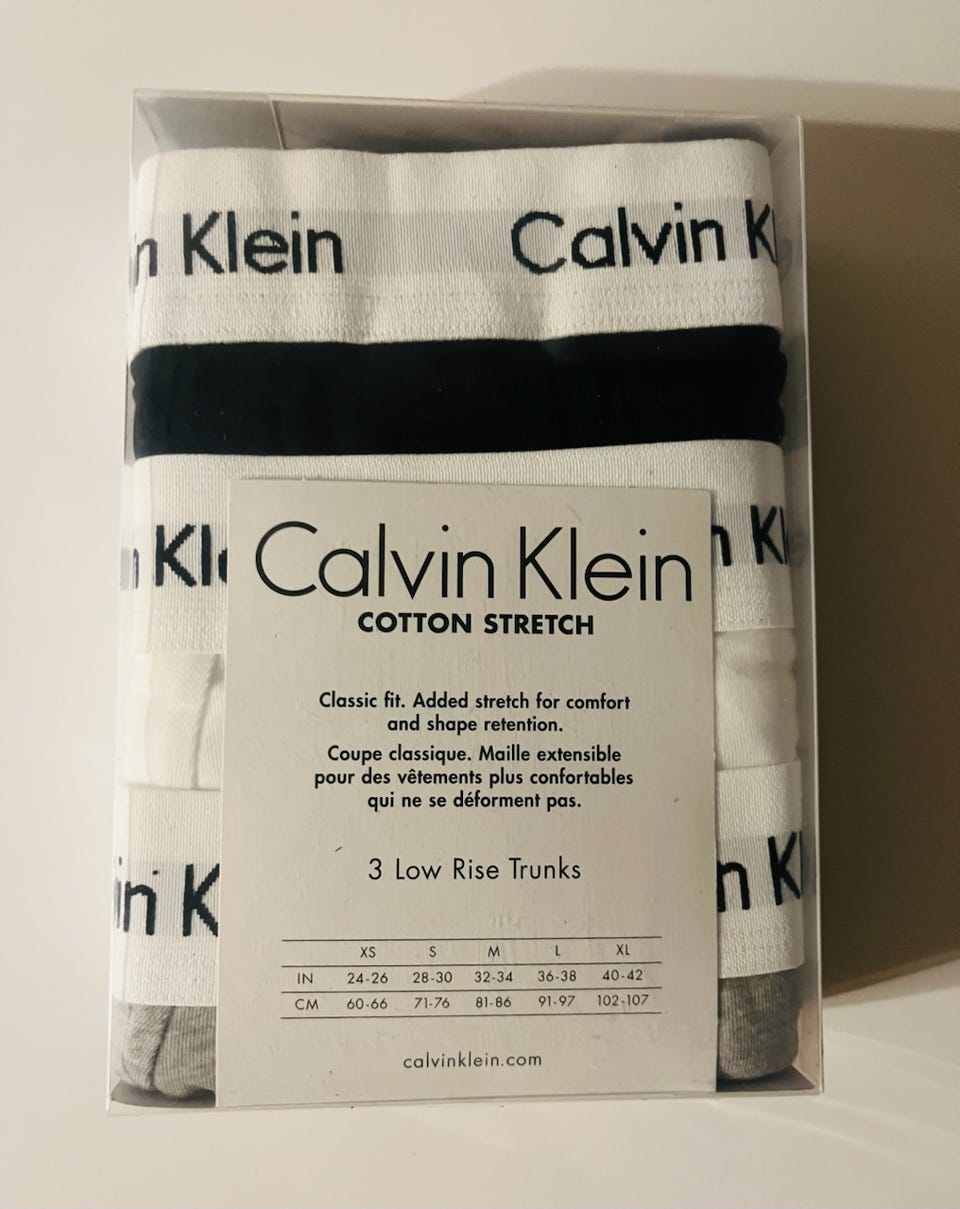 n Klein Calvin K
n Kl n Kl
Calvin Klein
COTTON STRETCH
Classic fit. Added stretch for comfort
and shape retention.
Coupe classique. Maille extensible
pour des vêtements plus confortables
qui ne se déforment pas.
in K n Kl
3 Low Rise Trunks
XS S M L XL
IN 24-26 28-30 32-34 36-38 40-42
CM 60-66 71-76 81-86 91-97 102-107
calvinklein.com